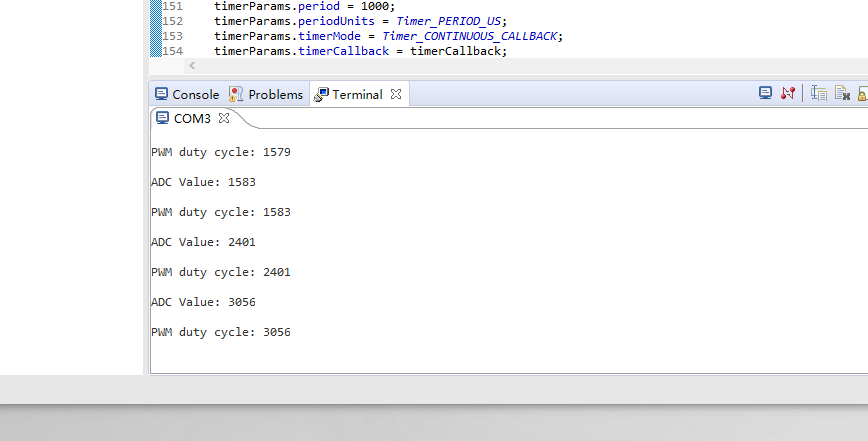 151 timerParams.period = 1000;
152 timerParams.periodUnits = Timer_PERIOD_US;
153 timerParams.timerMode = Timer_CONTINUOUS_CALLBACK;
154 timerParams.timerCallback = timerCallback;
Console Problems Terminal
COM3
PWM duty cycle: 1579
ADC Value: 1583
PWM duty cycle: 1583
ADC Value: 2401
PWM duty cycle: 2401
ADC Value: 3056
PWM duty cycle: 3056